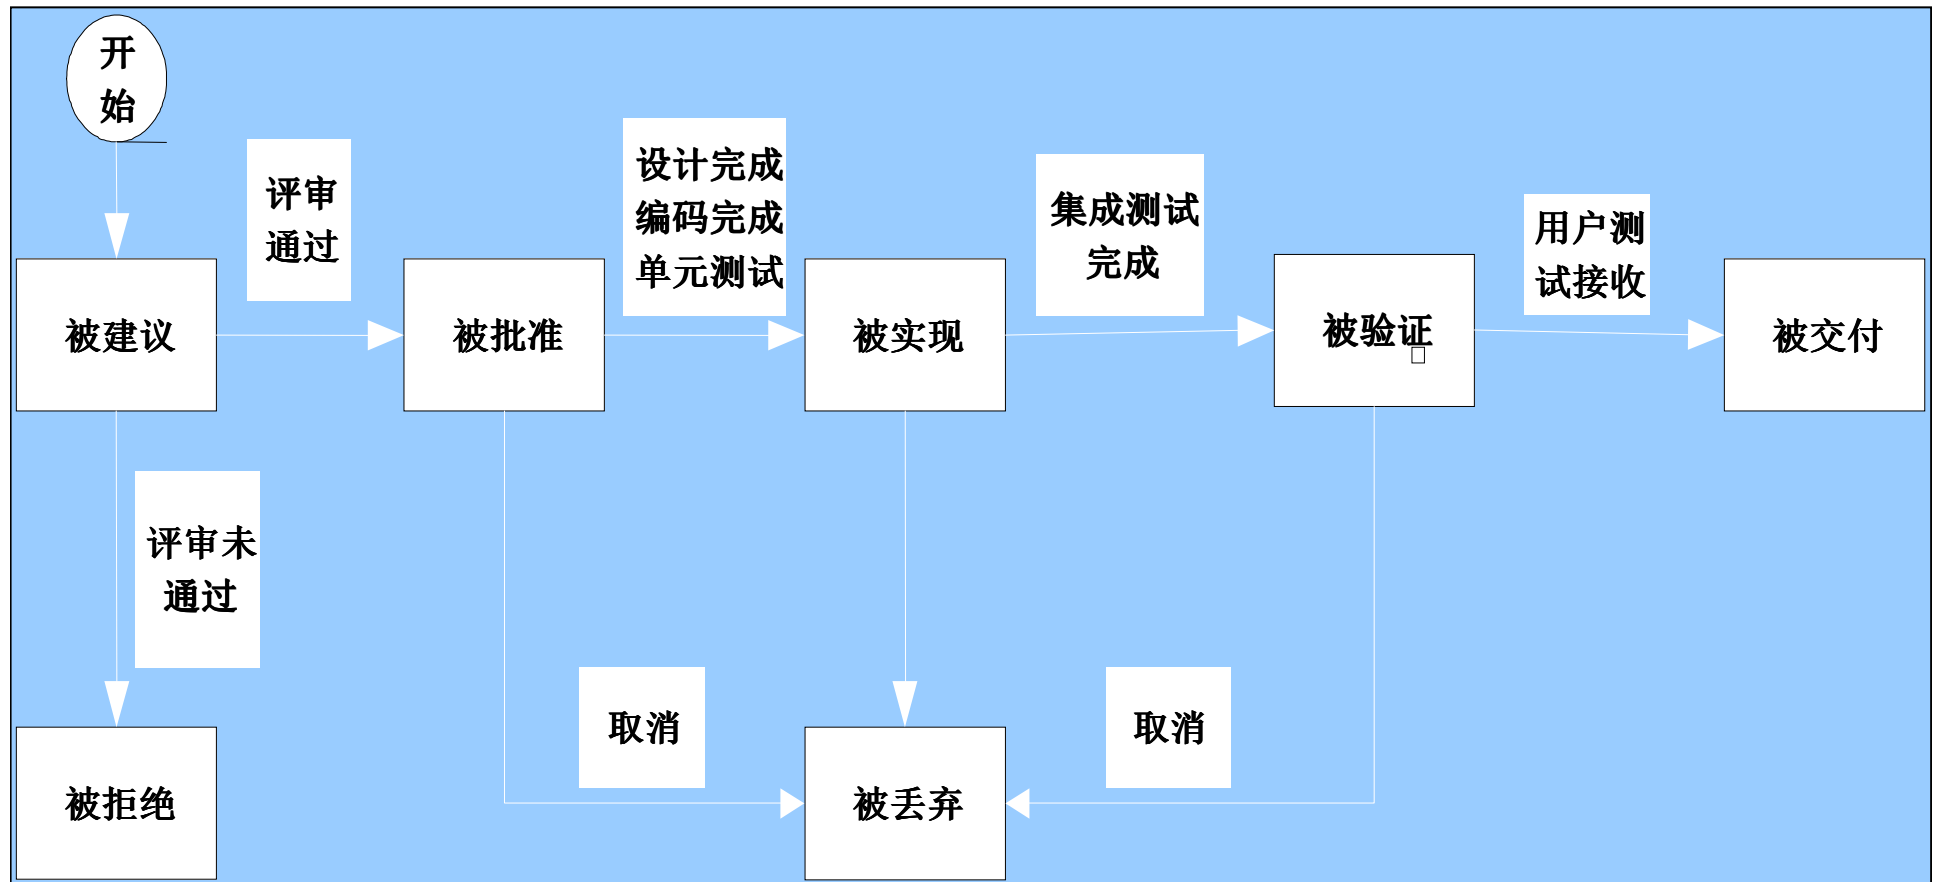 开
始
评审
通过
设计完成
编码完成
单元测试
集成测试
完成
用户测
试接收
被建议
被批准
被实现
被验证
被交付
评审未
通过
取消
取消
被拒绝
被丢弃